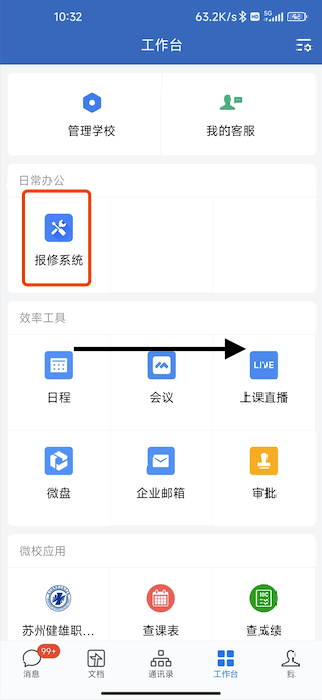 10:32 63.2K/s HD 5G
工作台
管理学校 我的客服
日常办公
报修系统
效率工具
LIVE
日程 会议 上课直播
微盘 企业邮箱 审批
微校应用
苏州健雄职... 查课表 查成绩
99+
消息 文档 通讯录 工作台 我